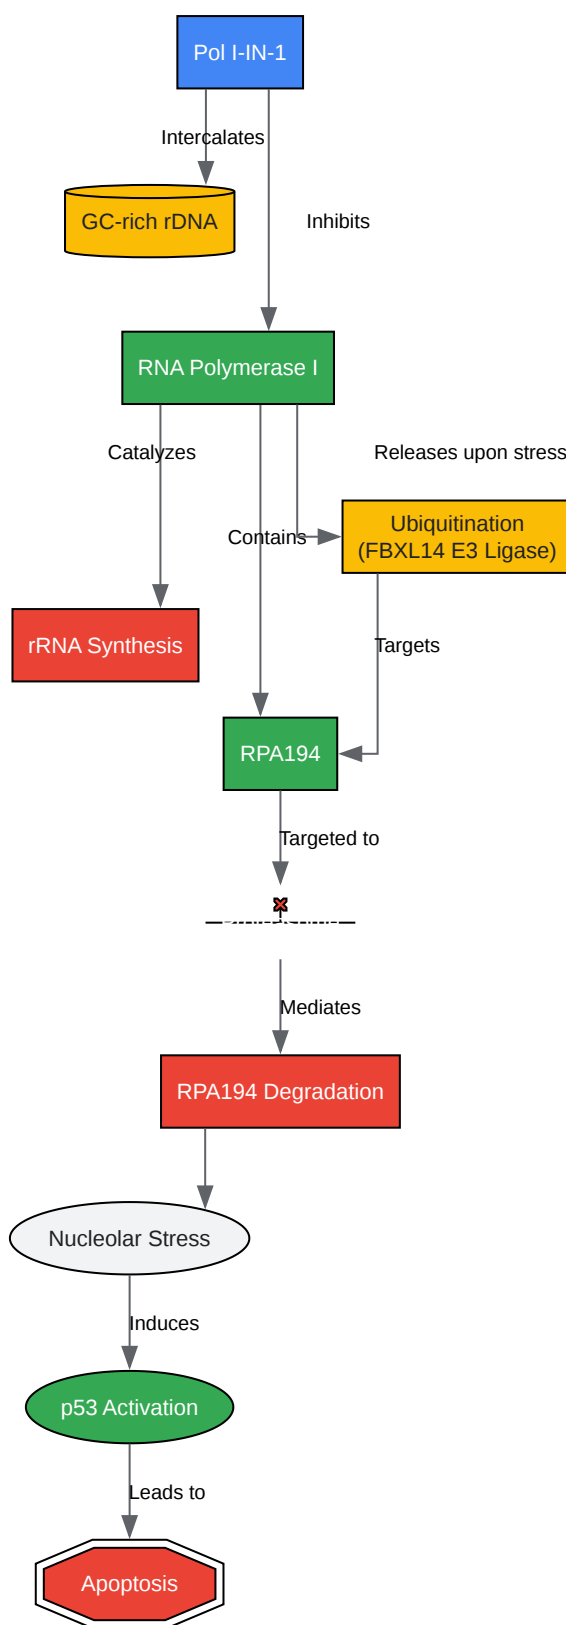 Pol I-IN-1
Intercalates
GC-rich rDNA
Inhibits
RNA Polymerase I
Catalyzes
Releases upon stress
Contains
Ubiquitination
(FBXL14 E3 Ligase)
rRNA Synthesis
Targets
RPA194
Targeted to
Mediates
RPA194 Degradation
Nucleolar Stress
Induces
p53 Activation
Leads to
Apoptosis